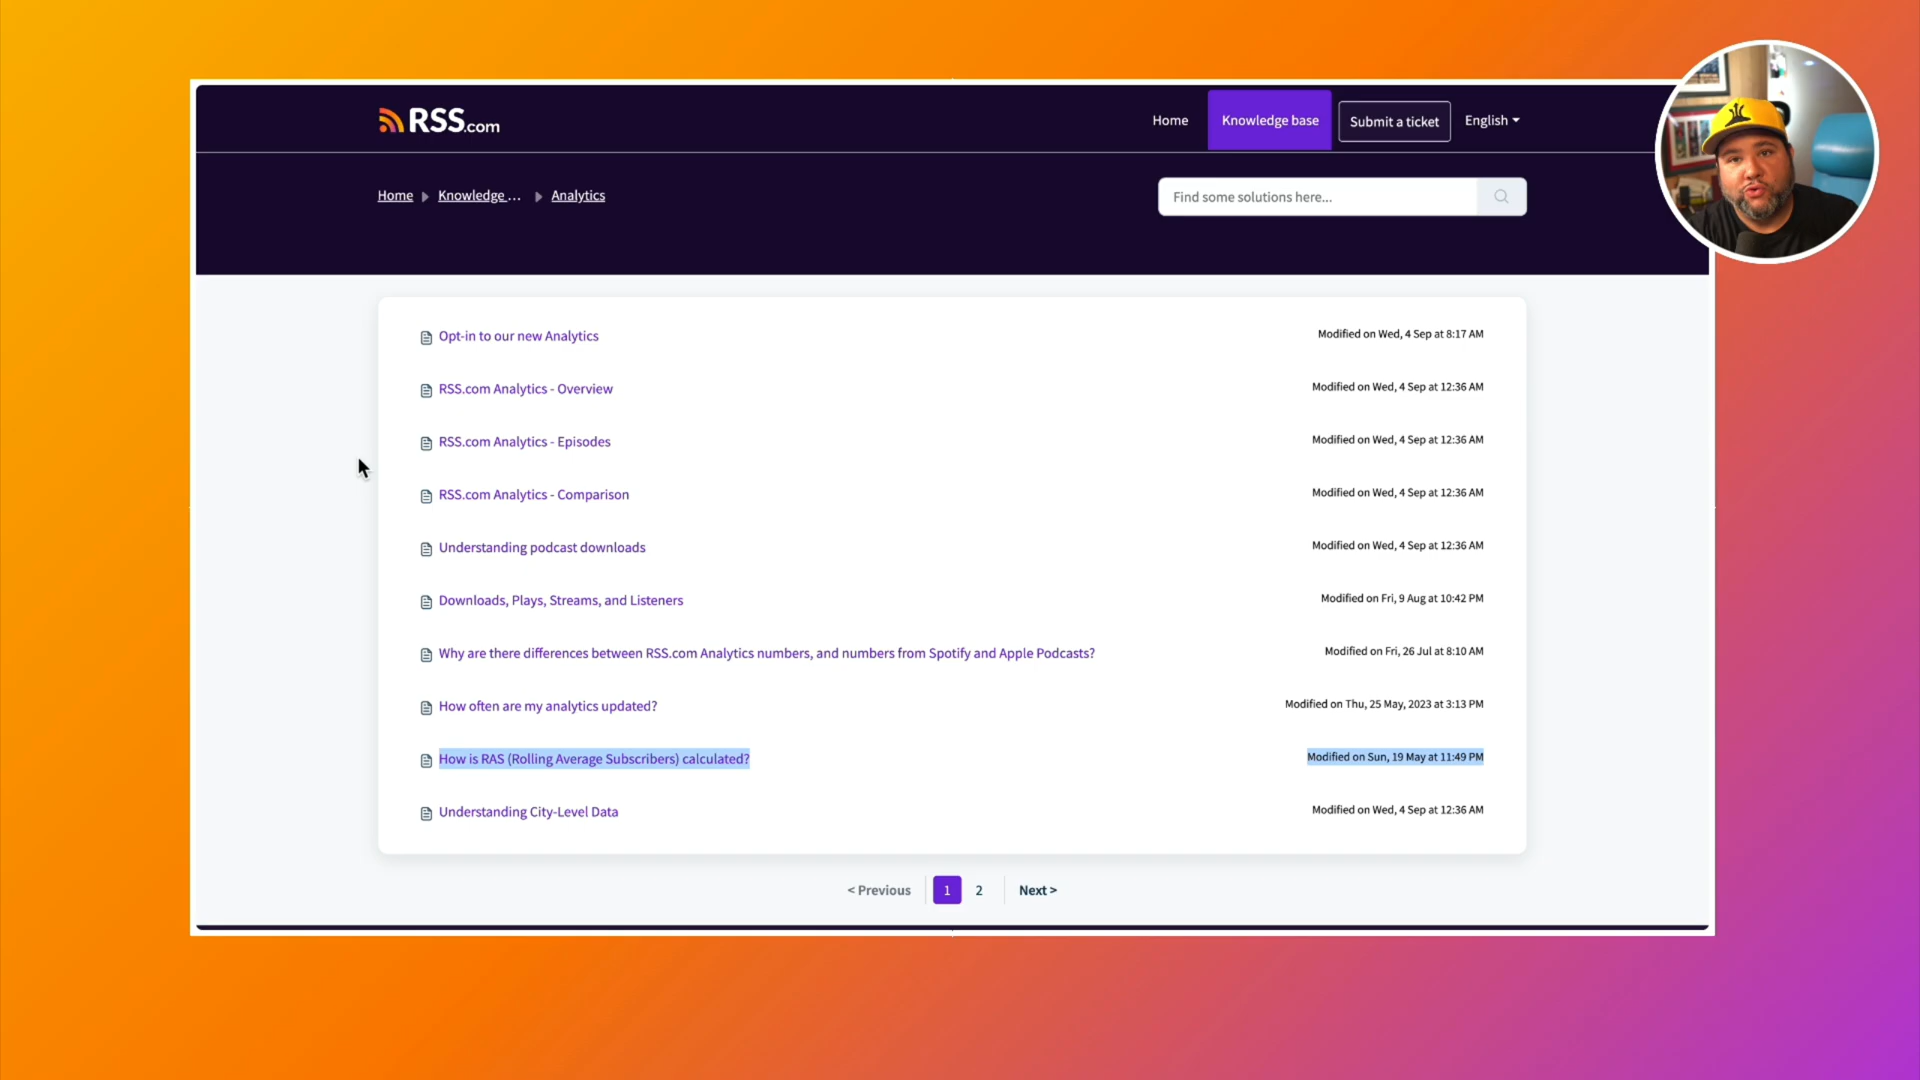 RSS.com
Home
Knowledge base
Submit a ticket
English
Home
Knowledge ...
Analytics
Find some solutions here...
Opt-in to our new Analytics
Modified on Wed, 4 Sep at 8:17 AM
RSS.com Analytics - Overview
Modified on Wed, 4 Sep at 12:36 AM
RSS.com Analytics - Episodes
Modified on Wed, 4 Sep at 12:36 AM
RSS.com Analytics - Comparison
Modified on Wed, 4 Sep at 12:36 AM
Understanding podcast downloads
Modified on Wed, 4 Sep at 12:36 AM
Downloads, Plays, Streams, and Listeners
Modified on Fri, 9 Aug at 10:42 PM
Why are there differences between RSS.com Analytics numbers, and numbers from Spotify and Apple Podcasts?
Modified on Fri, 26 Jul at 8:10 AM
How often are my analytics updated?
Modified on Thu, 25 May, 2023 at 3:13 PM
How is RAS (Rolling Average Subscribers) calculated?
Modified on Sun, 19 May at 11:49 PM
Understanding City-Level Data
Modified on Wed, 4 Sep at 12:36 AM
< Previous
1
2
Next >